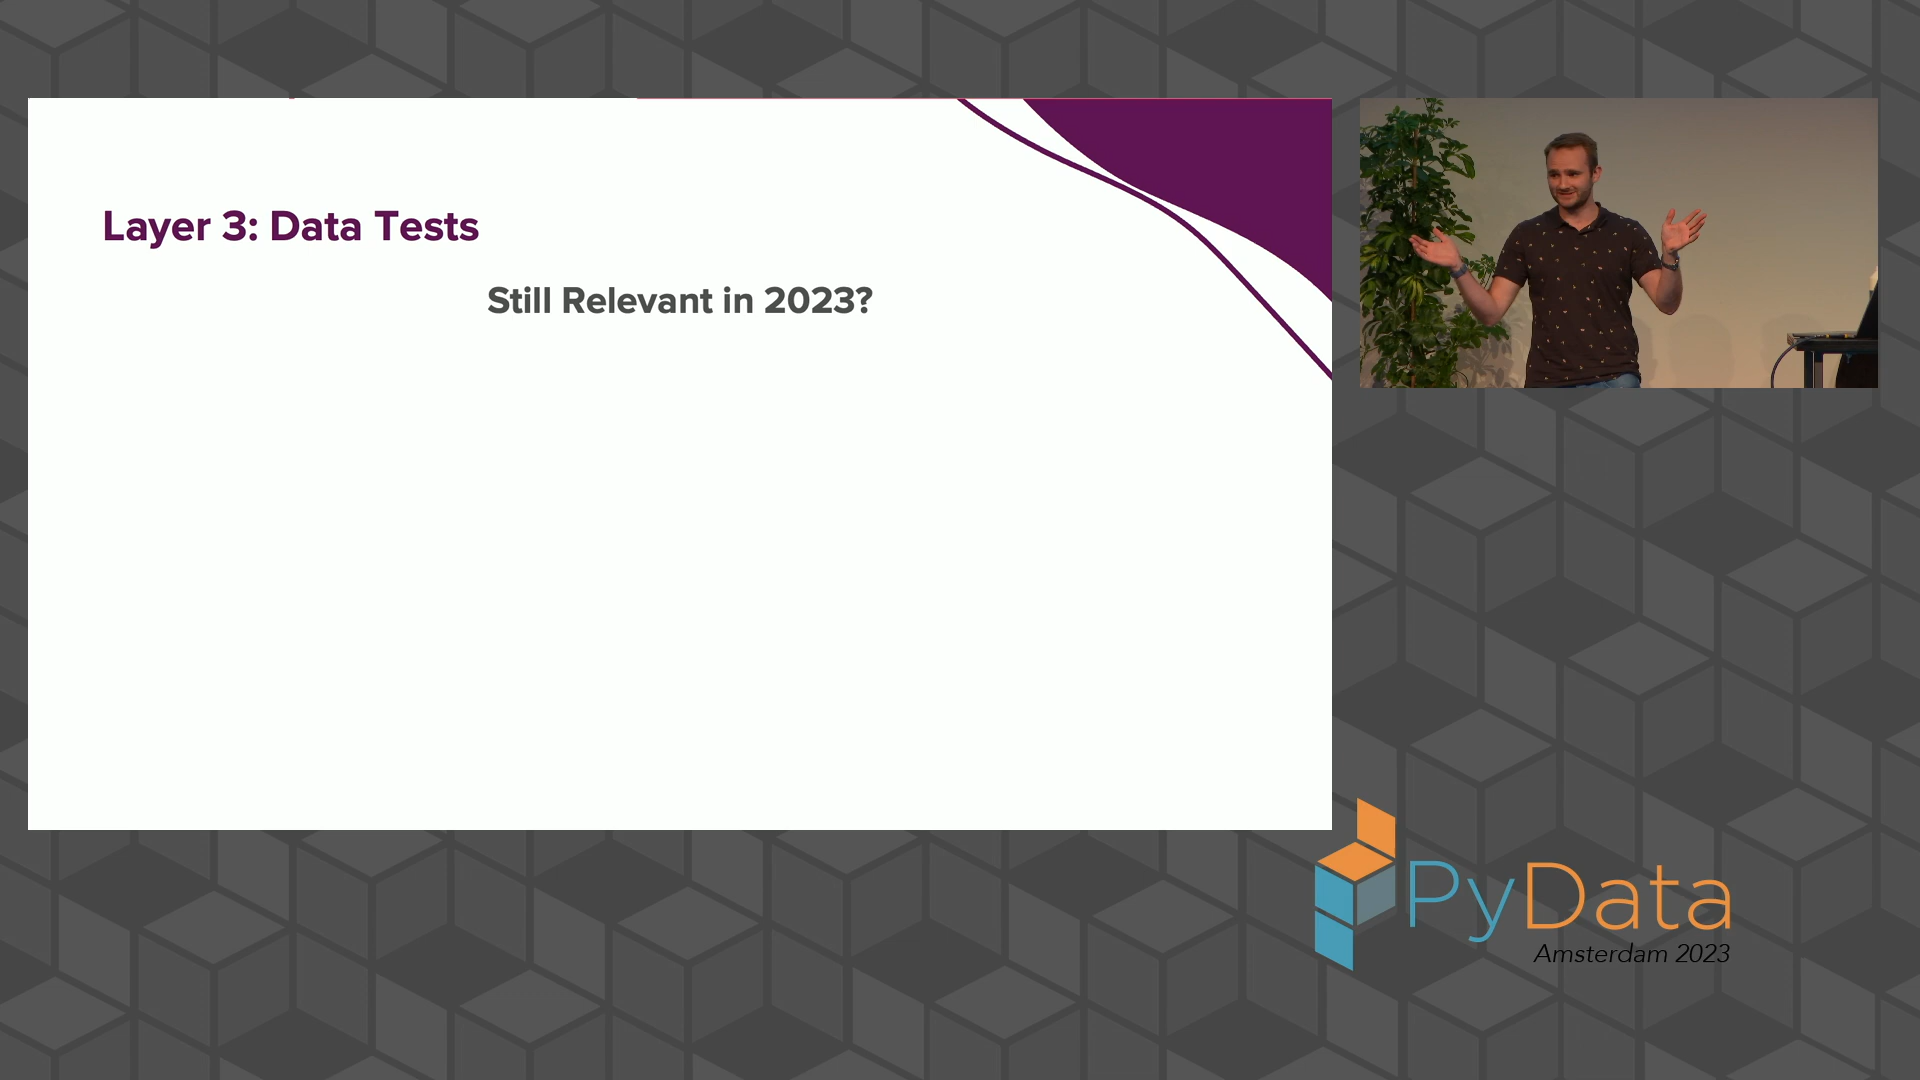 Layer 3: Data Tests
Still Relevant in 2023?
PyData
Amsterdam 2023